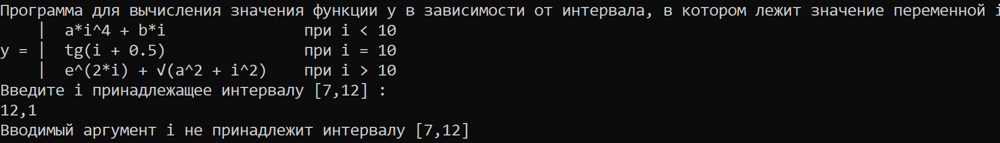 Программа для вычисления значения функции y в зависимости от интервала, в котором лежит значение переменной i
    |  a*i^4 + b*i               при i < 10
y = |  tg(i + 0.5)               при i = 10
    |  e^(2*i) + √(a^2 + i^2)    при i > 10
Введите i принадлежащее интервалу [7,12] :
12,1
Вводимый аргумент i не принадлежит интервалу [7,12]